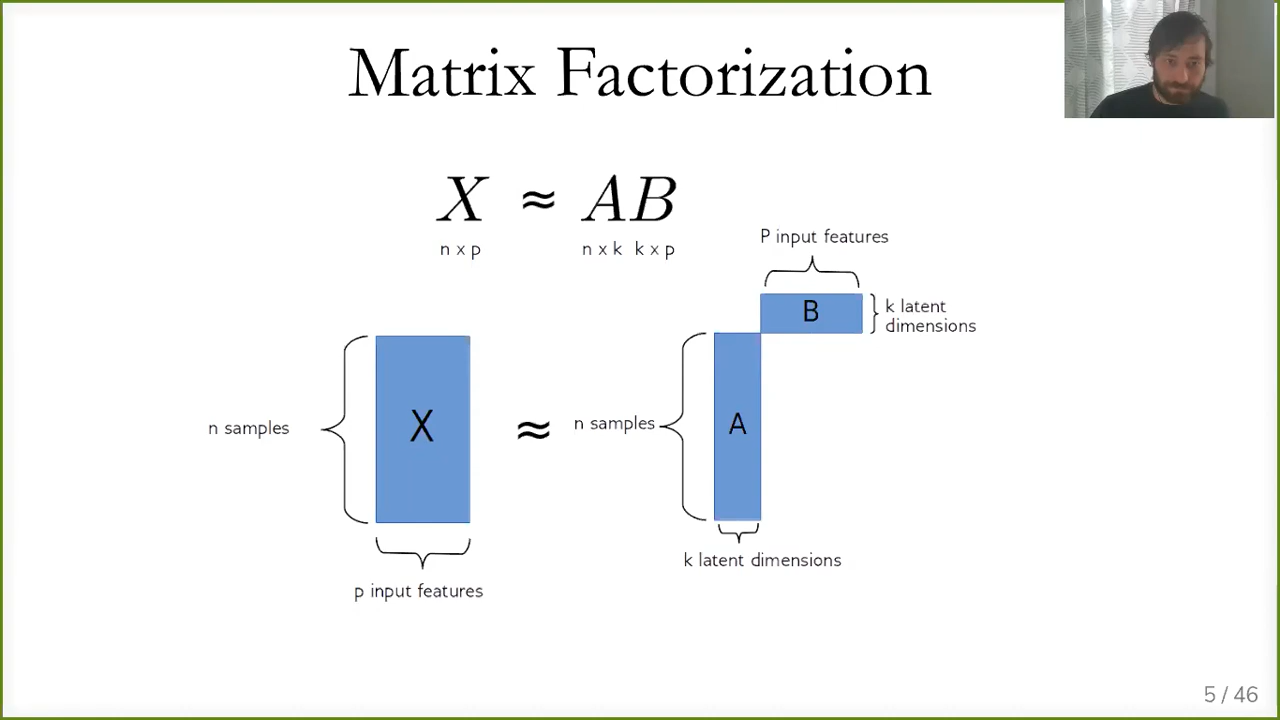 Matrix Factorization
X ≈ AB
n x p n x k k x p
P input features
B
k latent
dimensions
n samples
X
≈
n samples
A
k latent dimensions
p input features
5 / 46